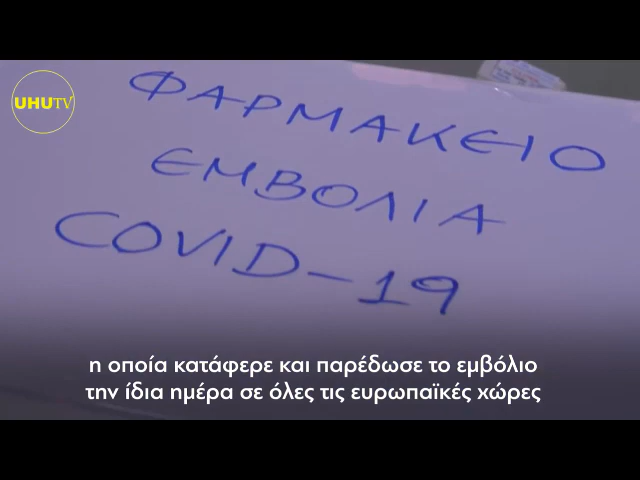 UHUTV
ΦΑΡΜΑΚΕΙΟ
ΕΜΒΟΛΙΑ
COVID-19
η οποία κατάφερε και παρέδωσε το εμβόλιο
την ίδια ημέρα σε όλες τις ευρωπαϊκές χώρες